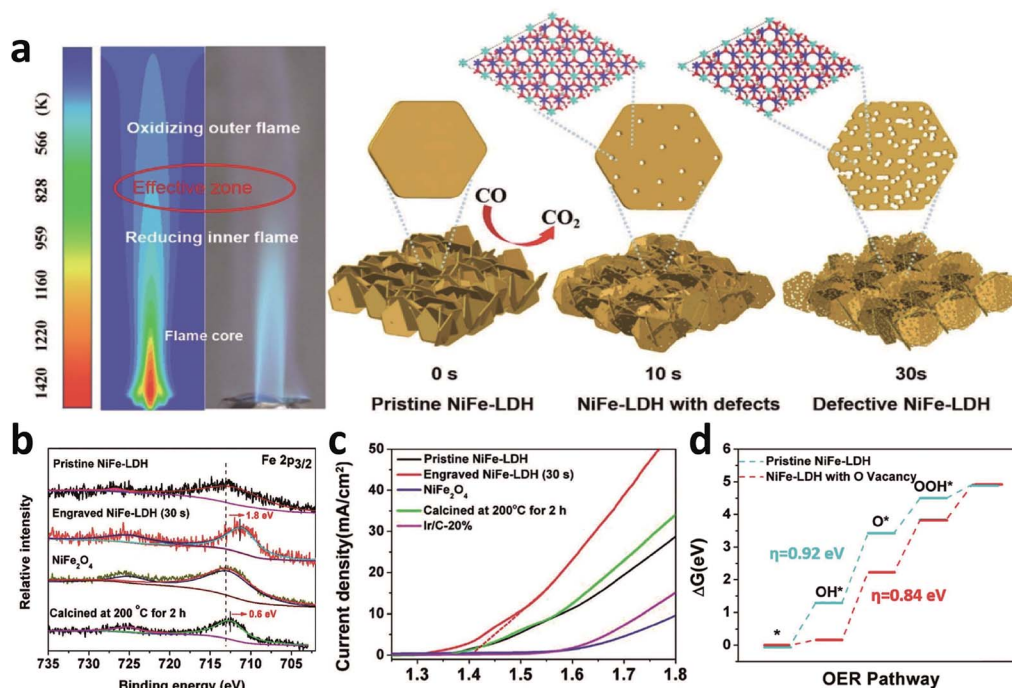 a
(K)
566
828
959
1160
1220
1420
Oxidizing outer flame
Effective zone
Reducing inner flame
Flame core
CO
CO₂
0 s
10 s
30s
Pristine NiFe-LDH
NiFe-LDH with defects
Defective NiFe-LDH
b
Relative intensity
Pristine NiFe-LDH
Fe 2p3/2
Engraved NiFe-LDH (30 s)
1.8 eV
NiFe₂O₄
Calcined at 200 °C for 2 h
0.6 eV
735 725 720 715 710 705
Binding energy (eV)
c
Current density(mA/cm²)
50
40
30
20
10
0
Pristine NiFe-LDH
Engraved NiFe-LDH (30 s)
NiFe₂O₄
Calcined at 200°C for 2 h
Ir/C-20%
1.3 1.4 1.5 1.6 1.7 1.8
d
ΔG(eV)
6
5
4
3
2
1
0
Pristine NiFe-LDH
NiFe-LDH with O Vacancy
OOH*
O*
η=0.92 eV
OH*
η=0.84 eV
*
OER Pathway